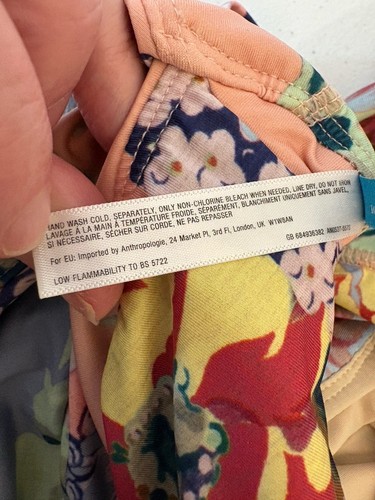 HAND WASH COLD, SEPARATELY, ONLY NON-CHLORINE BLEACH WHEN NEEDED, LINE DRY, DO NOT IRON
LAVAGE À LA MAIN À TEMPÉRATURE FROIDE, SÉPARÉMENT, BLANCHIMENT UNIQUEMENT SANS JAVEL,
SI NÉCESSAIRE, SÉCHER SUR CORDE, NE PAS REPASSER
For EU: Imported by Anthropologie, 24 Market Pl, 3rd Fl, London, UK W1W8AN
GB 684936382
LOW FLAMMABILITY TO BS 5722